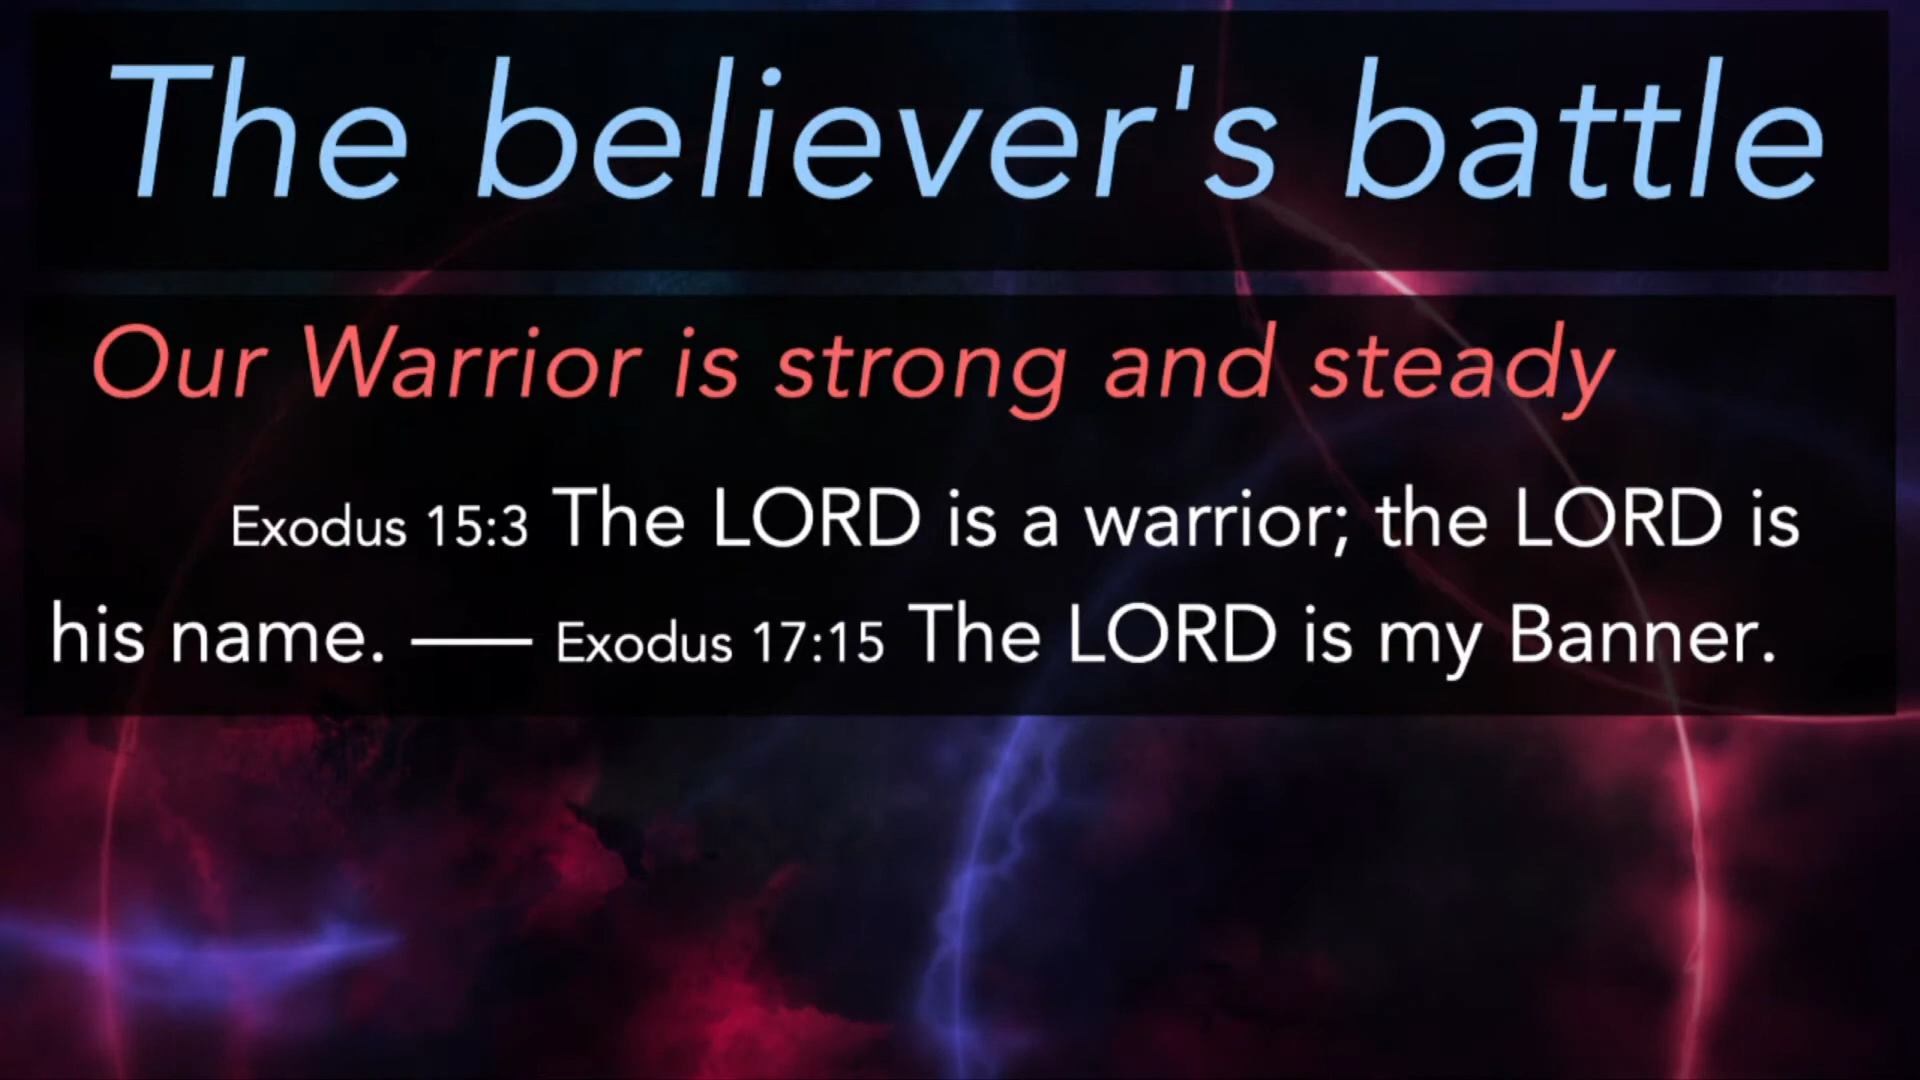 The believer's battle
Our Warrior is strong and steady
Exodus 15:3 The LORD is a warrior; the LORD is
his name. —— Exodus 17:15 The LORD is my Banner.